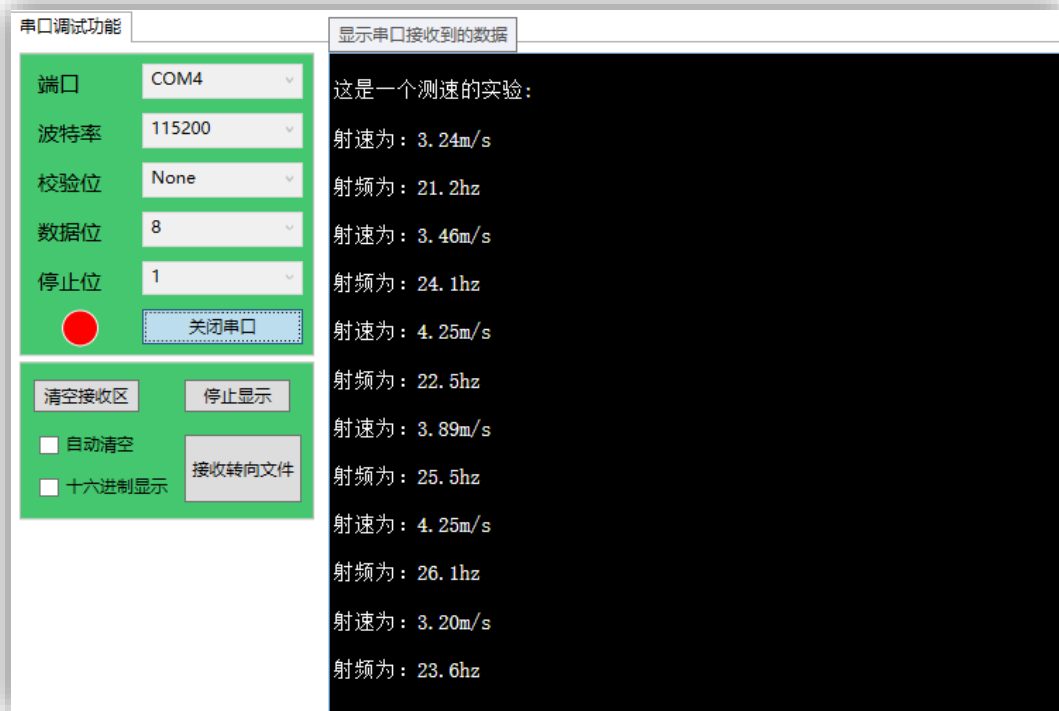 串口调试功能
端口 COM4
波特率 115200
校验位 None
数据位 8
停止位 1
关闭串口
清空接收区 停止显示
自动清空
接收转向文件
十六进制显示
显示串口接收到的数据
这是一个测速的实验:
射速为:3.24m/s
射频为:21.2hz
射速为:3.46m/s
射频为:24.1hz
射速为:4.25m/s
射频为:22.5hz
射速为:3.89m/s
射频为:25.5hz
射速为:4.25m/s
射频为:26.1hz
射速为:3.20m/s
射频为:23.6hz